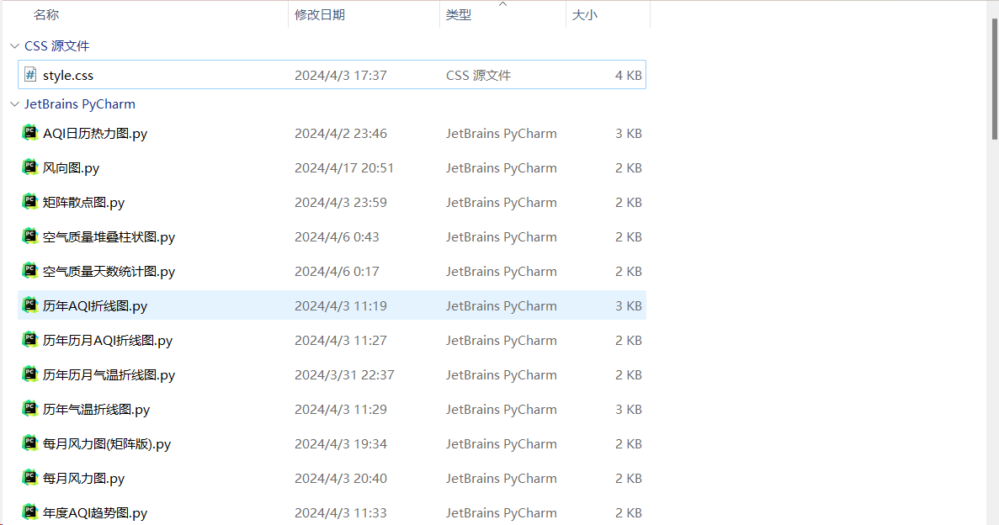 名称 修改日期 类型 大小
CSS 源文件
style.css 2024/4/3 17:37 CSS 源文件 4 KB
JetBrains PyCharm
AQI日历热力图.py 2024/4/2 23:46 JetBrains PyCharm 3 KB
风向图.py 2024/4/17 20:51 JetBrains PyCharm 2 KB
矩阵散点图.py 2024/4/3 23:59 JetBrains PyCharm 2 KB
空气质量堆叠柱状图.py 2024/4/6 0:43 JetBrains PyCharm 2 KB
空气质量天数统计图.py 2024/4/6 0:17 JetBrains PyCharm 2 KB
历年AQI折线图.py 2024/4/3 11:19 JetBrains PyCharm 3 KB
历年历月AQI折线图.py 2024/4/3 11:27 JetBrains PyCharm 2 KB
历年历月气温折线图.py 2024/3/31 22:37 JetBrains PyCharm 2 KB
历年气温折线图.py 2024/4/3 11:29 JetBrains PyCharm 3 KB
每月风力图(矩阵版).py 2024/4/3 19:34 JetBrains PyCharm 2 KB
每月风力图.py 2024/4/3 20:40 JetBrains PyCharm 2 KB
年度AQI趋势图.py 2024/4/3 11:33 JetBrains PyCharm 2 KB